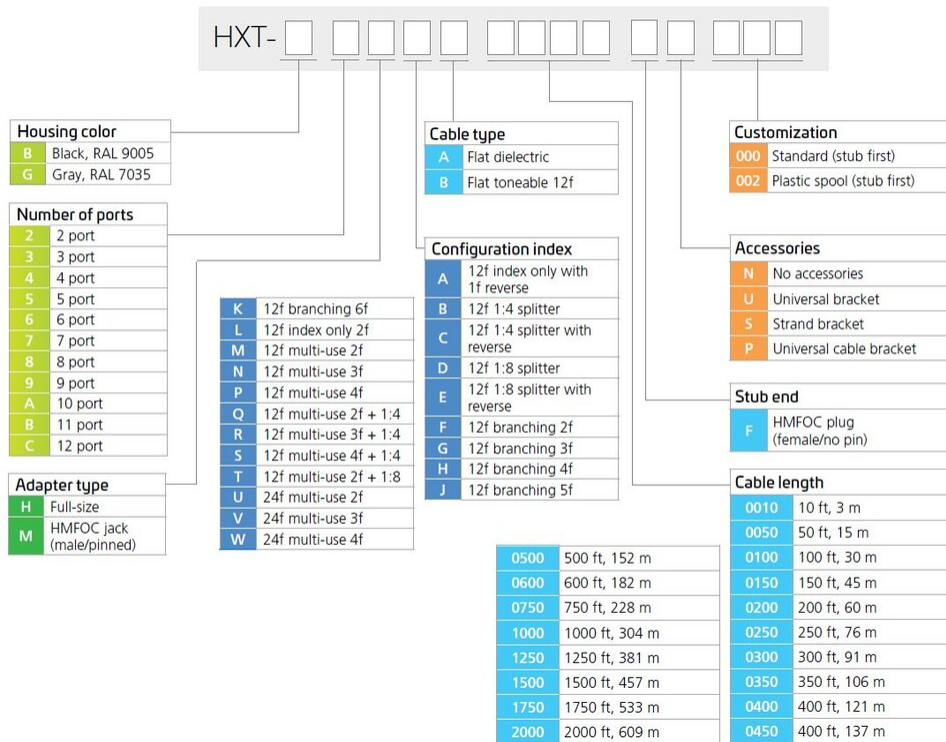 HXT-
Housing color
B Black, RAL 9005
G Gray, RAL 7035
Number of ports
2 2 port
3 3 port
4 4 port
5 5 port
6 6 port
7 7 port
8 8 port
9 9 port
A 10 port
B 11 port
C 12 port
Adapter type
H Full-size
M HMFOC jack
(male/pinned)
K 12f branching 6f
L 12f index only 2f
M 12f multi-use 2f
N 12f multi-use 3f
P 12f multi-use 4f
Q 12f multi-use 2f + 1:4
R 12f multi-use 3f + 1:4
S 12f multi-use 4f + 1:4
T 12f multi-use 2f + 1:8
U 24f multi-use 2f
V 24f multi-use 3f
W 24f multi-use 4f
Cable type
A Flat dielectric
B Flat toneable 12f
Configuration index
A 12f index only with
1f reverse
B 12f 1:4 splitter
C 12f 1:4 splitter with
reverse
D 12f 1:8 splitter
E 12f 1:8 splitter with
reverse
F 12f branching 2f
G 12f branching 3f
H 12f branching 4f
J 12f branching 5f
Customization
000 Standard (stub first)
002 Plastic spool (stub first)
Accessories
N No accessories
U Universal bracket
S Strand bracket
P Universal cable bracket
Stub end
F HMFOC plug
(female/no pin)
Cable length
0010 10 ft, 3 m
0050 50 ft, 15 m
0100 100 ft, 30 m
0150 150 ft, 45 m
0200 200 ft, 60 m
0250 250 ft, 76 m
0300 300 ft, 91 m
0350 350 ft, 106 m
0400 400 ft, 121 m
0450 400 ft, 137 m
0500 500 ft, 152 m
0600 600 ft, 182 m
0750 750 ft, 228 m
1000 1000 ft, 304 m
1250 1250 ft, 381 m
1500 1500 ft, 457 m
1750 1750 ft, 533 m
2000 2000 ft, 609 m